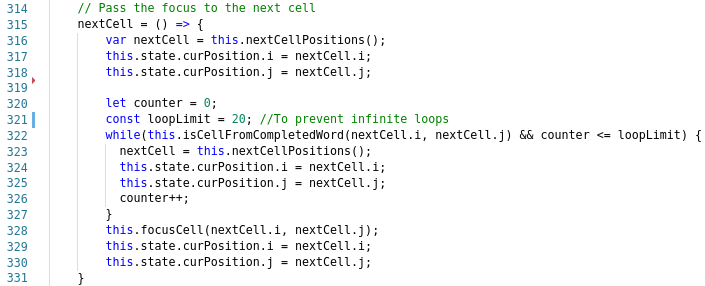 314 // Pass the focus to the next cell
315 nextCell = () => {
316 var nextCell = this.nextCellPositions();
317 this.state.curPosition.i = nextCell.i;
318 this.state.curPosition.j = nextCell.j;
319
320 let counter = 0;
321 const loopLimit = 20; //To prevent infinite loops
322 while(this.isCellFromCompletedWord(nextCell.i, nextCell.j) && counter <= loopLimit) {
323 nextCell = this.nextCellPositions();
324 this.state.curPosition.i = nextCell.i;
325 this.state.curPosition.j = nextCell.j;
326 counter++;
327 }
328 this.focusCell(nextCell.i, nextCell.j);
329 this.state.curPosition.i = nextCell.i;
330 this.state.curPosition.j = nextCell.j;
331 }